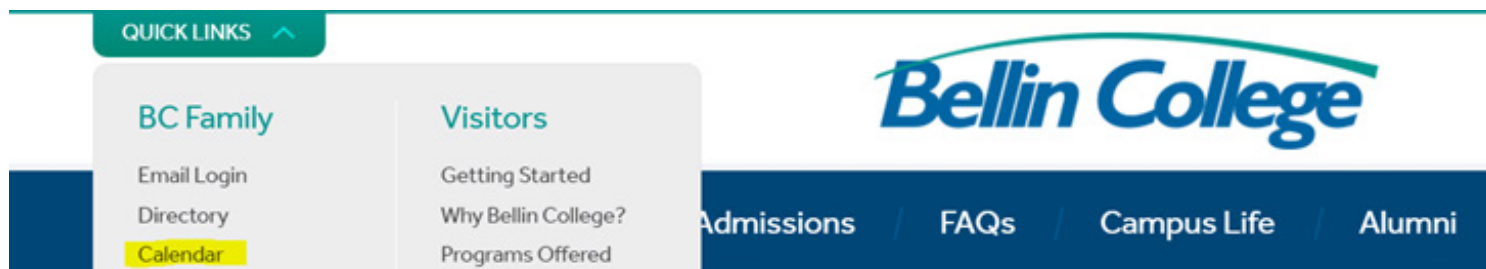 QUICK LINKS
Bellin College
BC Family
Email Login
Directory
Calendar
Visitors
Getting Started
Why Bellin College?
Programs Offered
Admissions / FAQs / Campus Life / Alumni